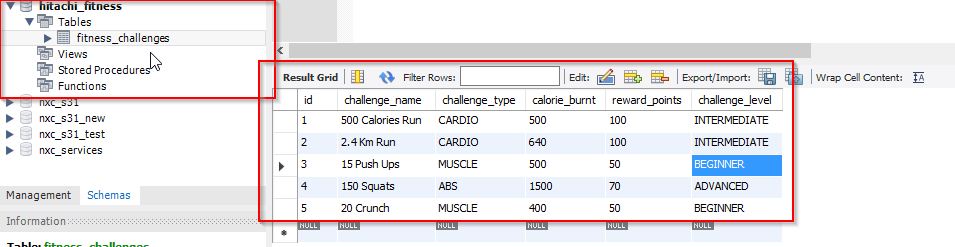 hitachi_fitness
Tables
fitness_challenges
Views
Stored Procedures
Functions
nxc_s31
nxc_s31_new
nxc_s31_test
nxc_services
Management Schemas
Information
Table: fitness_challenges
Result Grid Filter Rows: Edit: Export/Import: Wrap Cell Content: IA
id challenge_name challenge_type calorie_burnt reward_points challenge_level
1 500 Calories Run CARDIO 500 100 INTERMEDIATE
2 2.4 Km Run CARDIO 640 100 INTERMEDIATE
3 15 Push Ups MUSCLE 500 50 BEGINNER
4 150 Squats ABS 1500 70 ADVANCED
5 20 Crunch MUSCLE 400 50 BEGINNER
NULL NULL NULL NULL NULL NULL